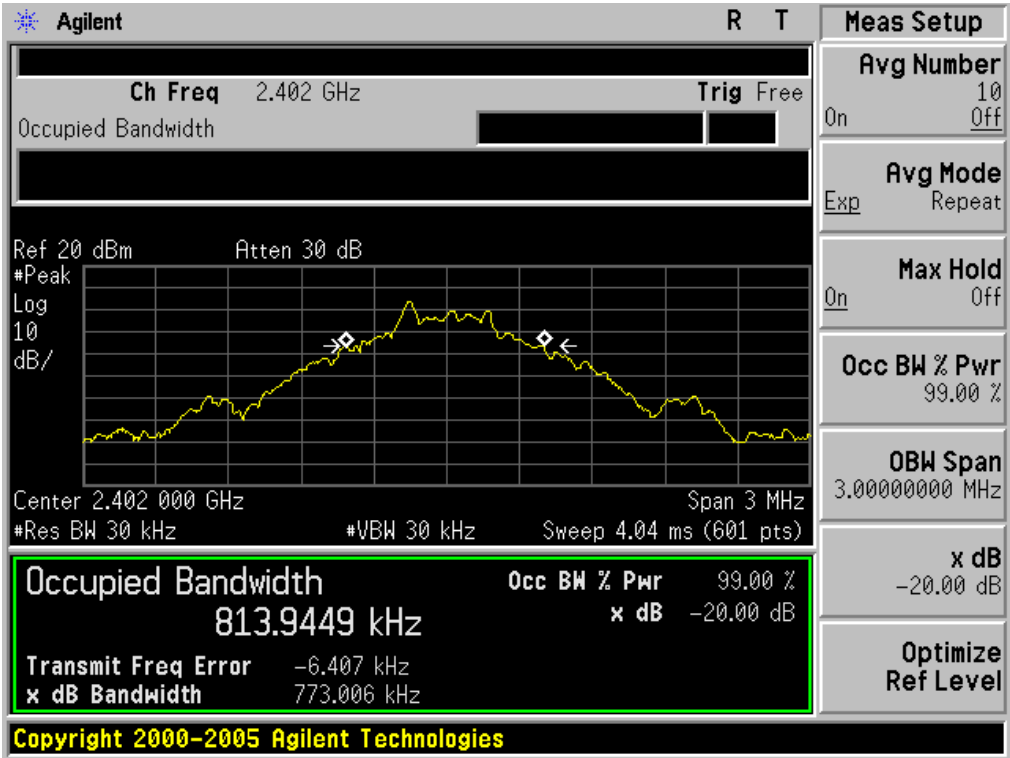 Agilent R T
Ch Freq 2.402 GHz Trig Free
Occupied Bandwidth
Ref 20 dBm Atten 30 dB
#Peak
Log
10
dB/
Center 2.402 000 GHz Span 3 MHz
#Res BW 30 kHz #VBW 30 kHz Sweep 4.04 ms (601 pts)
Occupied Bandwidth Occ BW % Pwr 99.00 %
813.9449 kHz x dB -20.00 dB
Transmit Freq Error -6.407 kHz
x dB Bandwidth 773.006 kHz
Copyright 2000-2005 Agilent Technologies
Meas Setup
Avg Number
10
On Off
Avg Mode
Exp Repeat
Max Hold
On Off
Occ BW % Pwr
99.00 %
OBW Span
3.00000000 MHz
x dB
-20.00 dB
Optimize
Ref Level